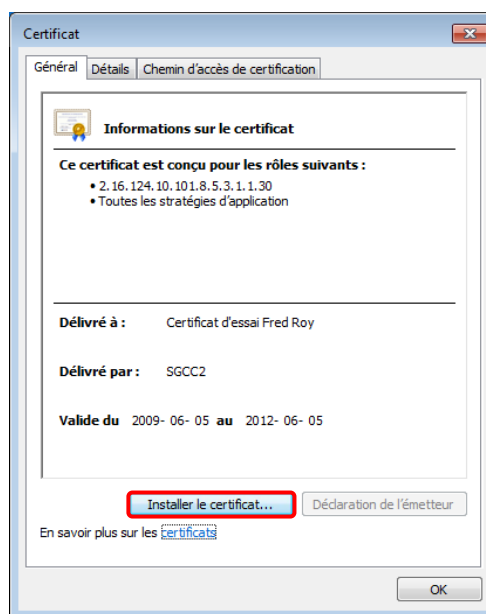 Certificat
Général Détails Chemin d'accès de certification
Informations sur le certificat
Ce certificat est conçu pour les rôles suivants :
• 2.16.124.10.101.8.5.3.1.1.30
• Toutes les stratégies d'application
Délivré à : Certificat d'essai Fred Roy
Délivré par : SGCC2
Valide du 2009- 06- 05 au 2012- 06- 05
Installer le certificat... Déclaration de l'émetteur
En savoir plus sur les certificats
OK